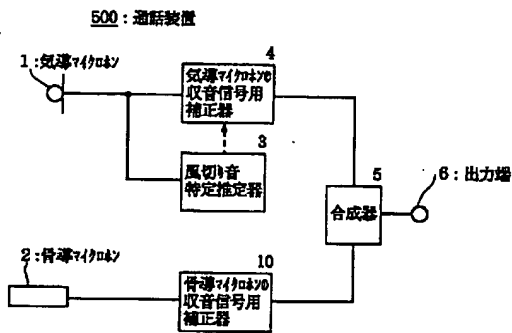 500：通話装置
1：気導マイクロホン
4
気導マイクロホンの
収音信号用
補正器
3
風切り音
特定推定器
5
合成器
6：出力端
2：骨導マイクロホン
10
骨導マイクロホンの
収音信号用
補正器